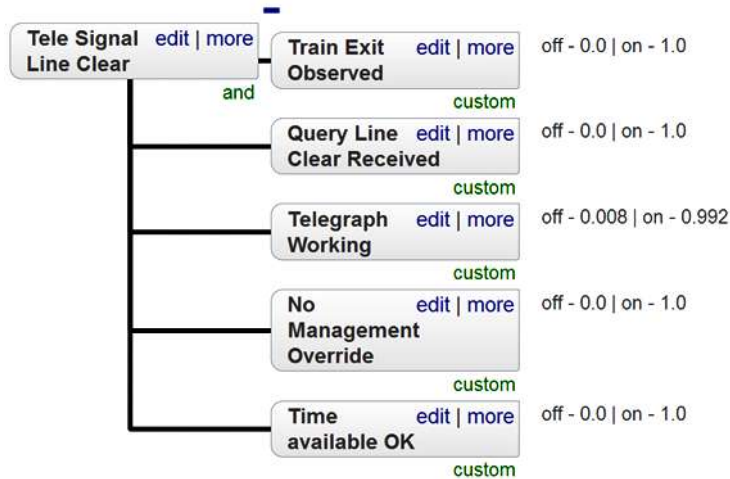 Tele Signal edit | more
Line Clear
and
Train Exit edit | more off - 0.0 | on - 1.0
Observed
custom
Query Line edit | more off - 0.0 | on - 1.0
Clear Received
custom
Telegraph edit | more off - 0.008 | on - 0.992
Working
custom
No edit | more off - 0.0 | on - 1.0
Management
Override
custom
Time edit | more off - 0.0 | on - 1.0
available OK
custom